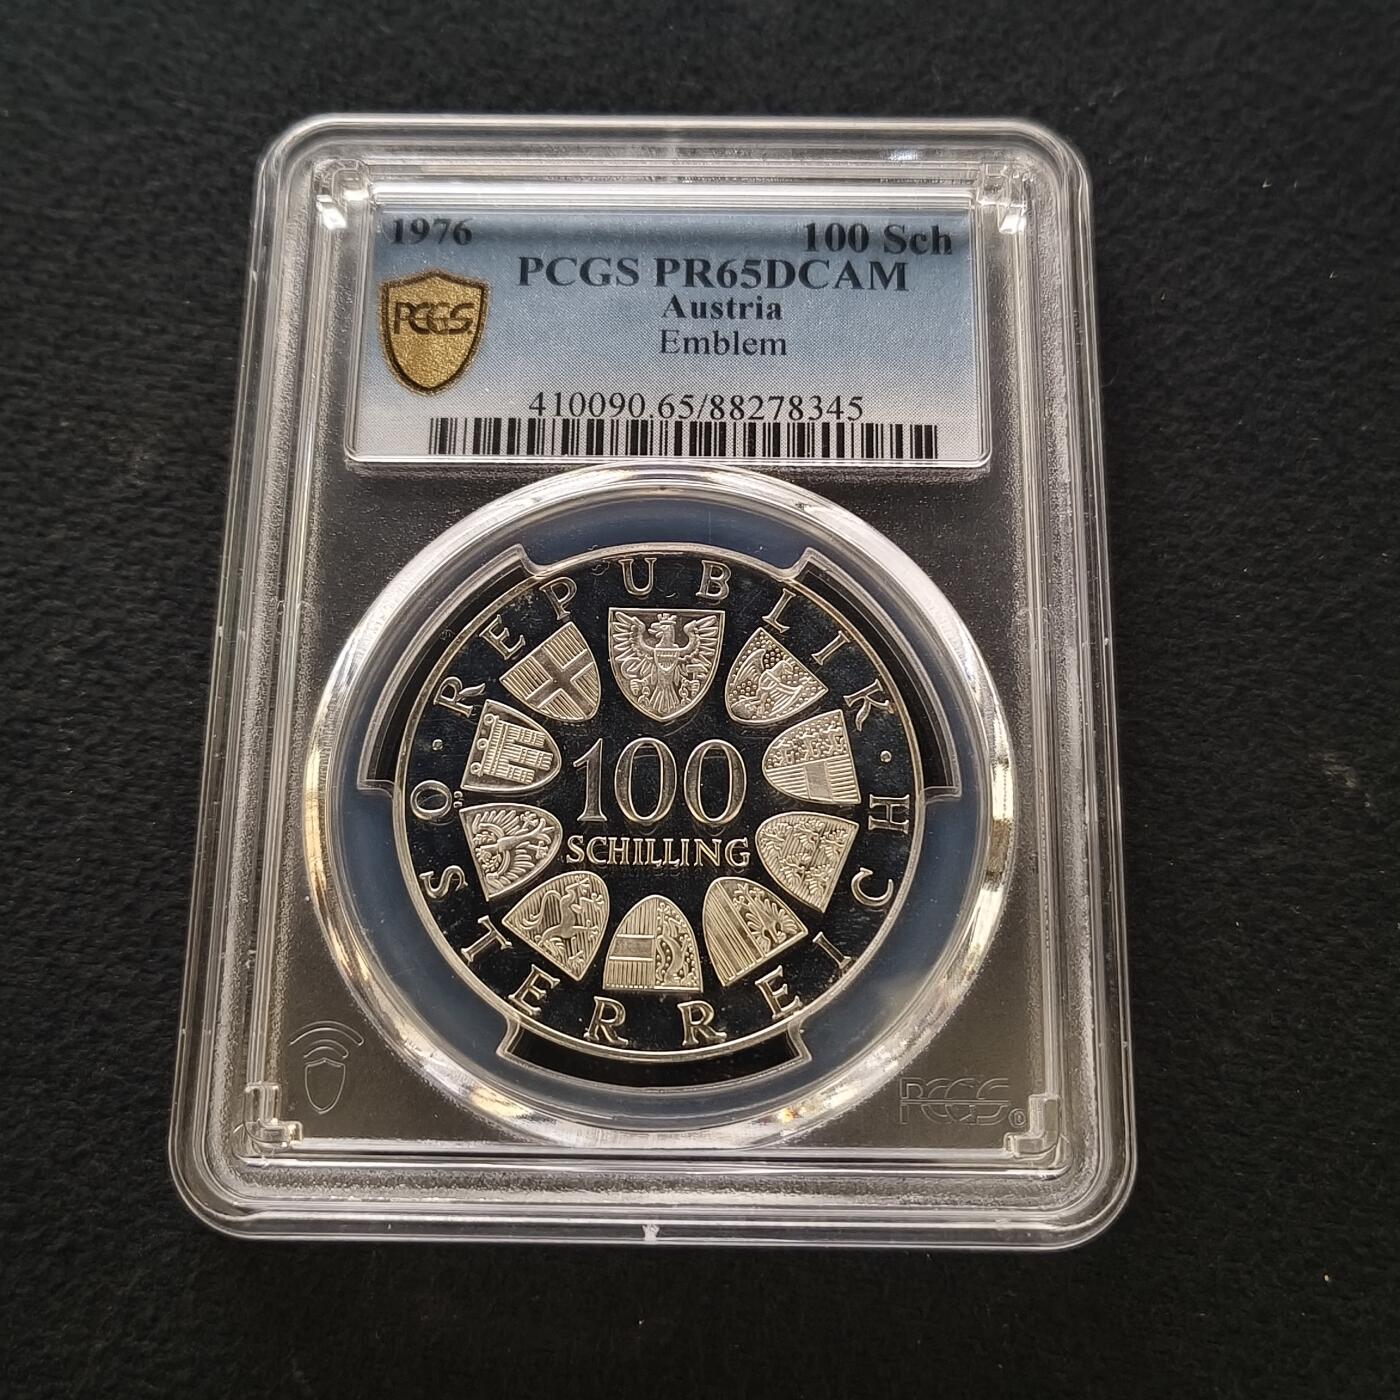 1976 100 Sch
PCGS PR65DCAM
PCGS
Austria
Emblem
410090.65/88278345
REPUBLIK · ÖSTERREICH ·
100
SCHILLING
PCGS